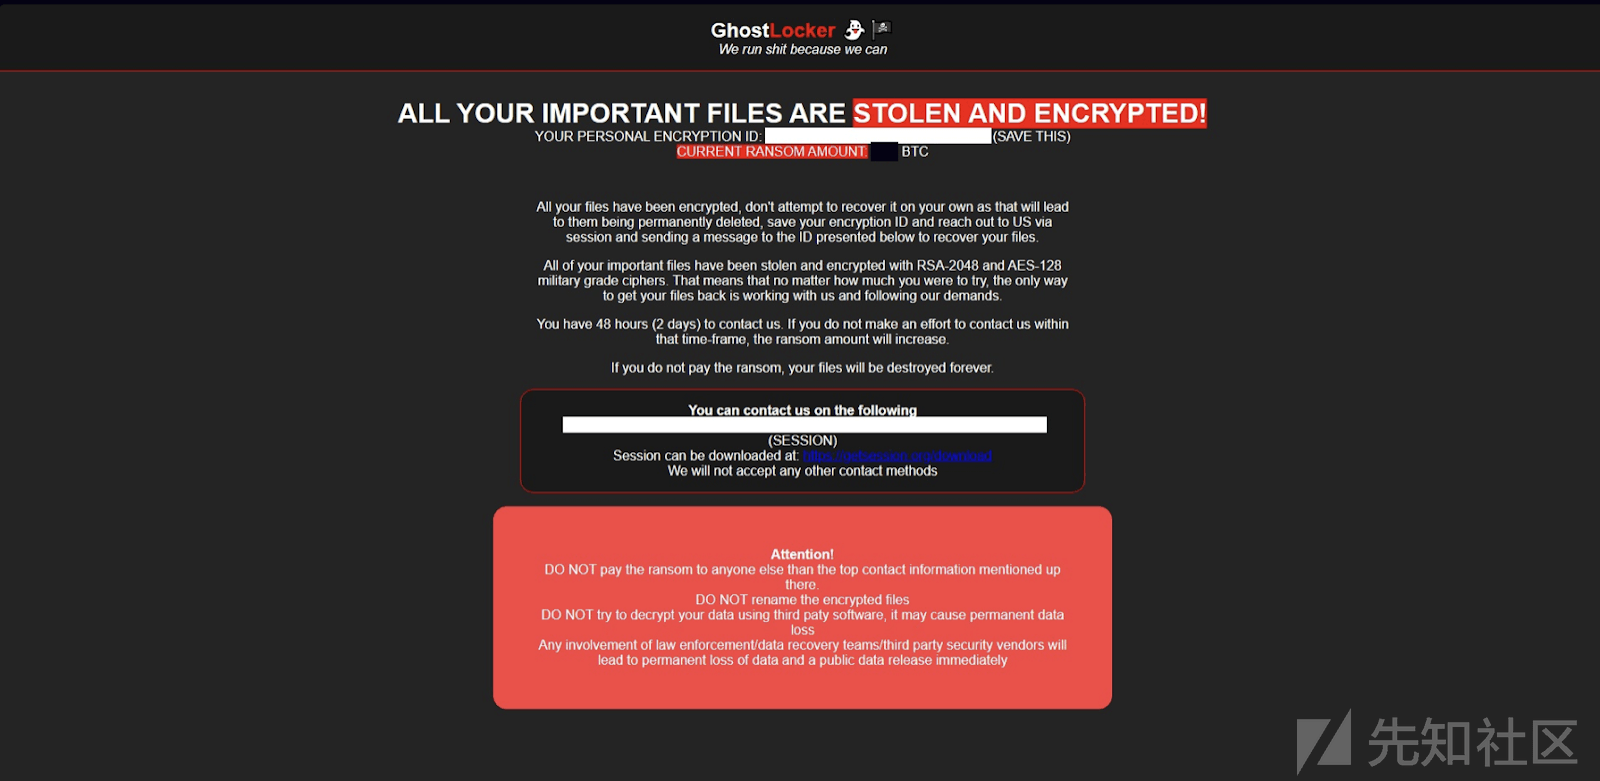 GhostLocker
We run shit because we can
ALL YOUR IMPORTANT FILES ARE STOLEN AND ENCRYPTED!
YOUR PERSONAL ENCRYPTION ID: (SAVE THIS)
CURRENT RANSOM AMOUNT: BTC
All your files have been encrypted, don't attempt to recover it on your own as that will lead
to them being permanently deleted, save your encryption ID and reach out to US via
session and sending a message to the ID presented below to recover your files.
All of your important files have been stolen and encrypted with RSA-2048 and AES-128
military grade ciphers. That means that no matter how much you were to try, the only way
to get your files back is working with us and following our demands.
You have 48 hours (2 days) to contact us. If you do not make an effort to contact us within
that time-frame, the ransom amount will increase.
If you do not pay the ransom, your files will be destroyed forever.
You can contact us on the following
(SESSION)
Session can be downloaded at: https://getsession.org/download
We will not accept any other contact methods
Attention!
DO NOT pay the ransom to anyone else than the top contact information mentioned up
there.
DO NOT rename the encrypted files
DO NOT try to decrypt your data using third paty software, it may cause permanent data
loss
Any involvement of law enforcement/data recovery teams/third party security vendors will
lead to permanent loss of data and a public data release immediately
先知社区